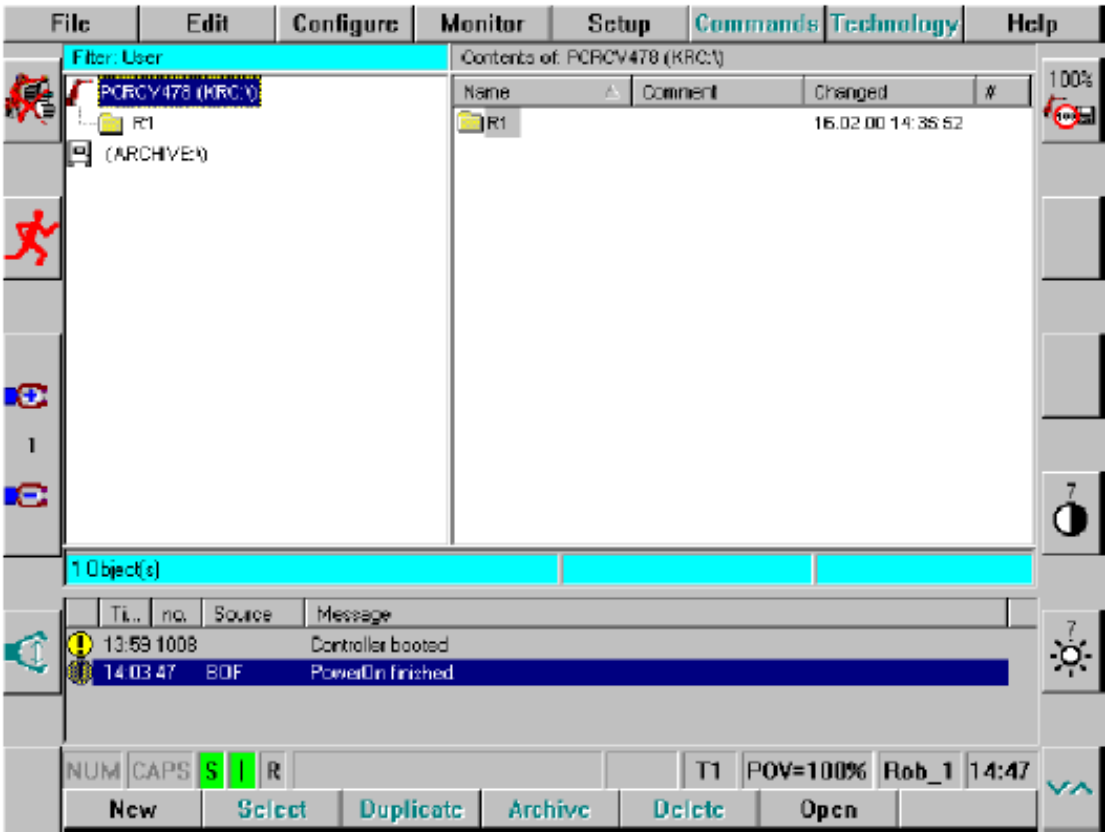 File Edit Configure Monitor Setup Commands Technology Help
Filter: User Contents of: PCRCV478 (KRC:\)
PCRCV478 (KRC:\) Name Comment Changed #
R1 R1 16.02.00 14:35:52
(ARCHIVE:\)
100%
100
1
7
1 Object(s)
Ti... no. Source Message
13:59 1008 Controller booted
14:03 47 BOF PowerOn finished
7
NUM CAPS S I R T1 POV=100% Rob_1 14:47
New Select Duplicate Archive Delete Open